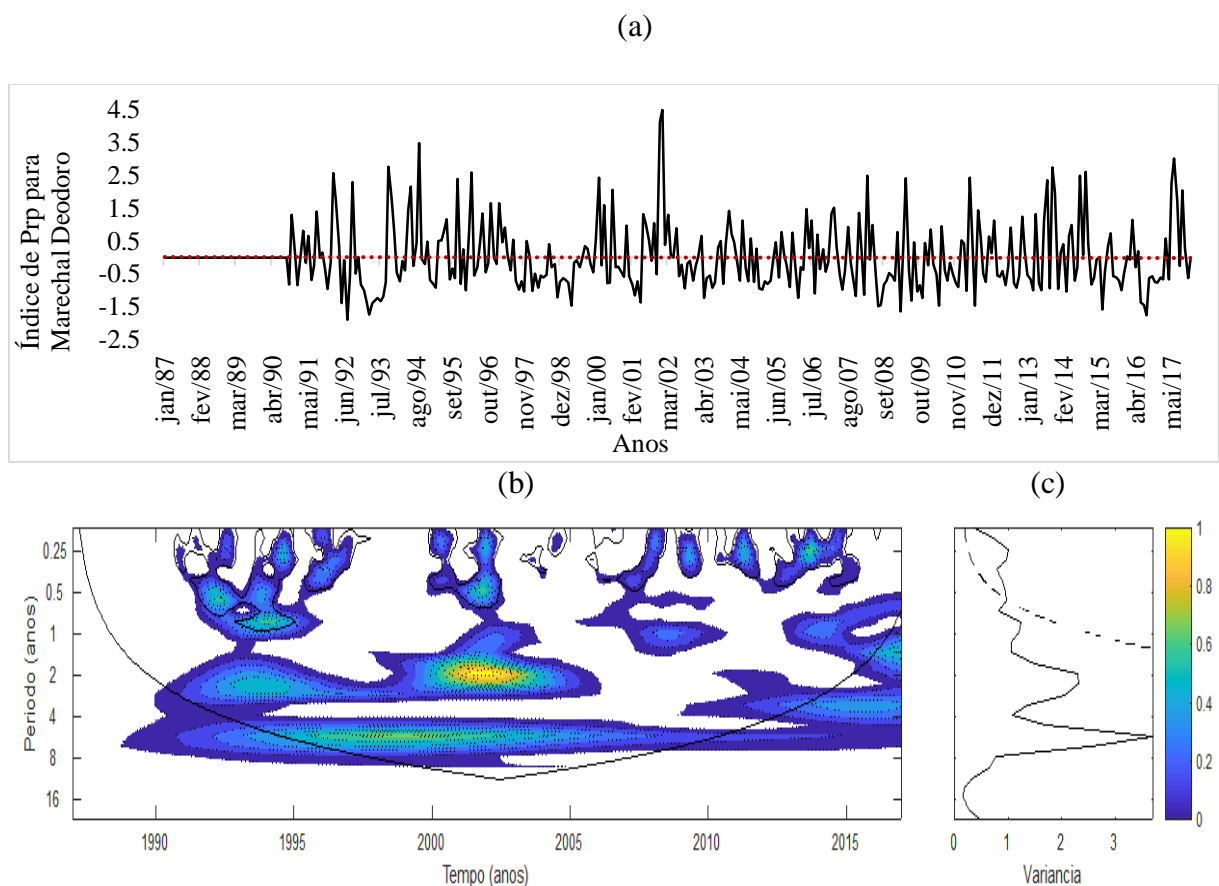 (a)
Índice de Prp para
Marechal Deodoro
4.5
3.5
2.5
1.5
0.5
-0.5
-1.5
-2.5
jan/87
fev/88
mar/89
abr/90
mai/91
jun/92
jul/93
ago/94
set/95
out/96
nov/97
dez/98
jan/00
fev/01
mar/02
abr/03
mai/04
jun/05
jul/06
ago/07
set/08
out/09
nov/10
dez/11
jan/13
fev/14
mar/15
abr/16
mai/17
Anos
(b)
(c)
Periodo (anos)
0.25
0.5
1
2
4
8
16
1990
1995
2000
2005
2010
2015
Tempo (anos)
0
1
2
3
Variancia
1
0.8
0.6
0.4
0.2
0